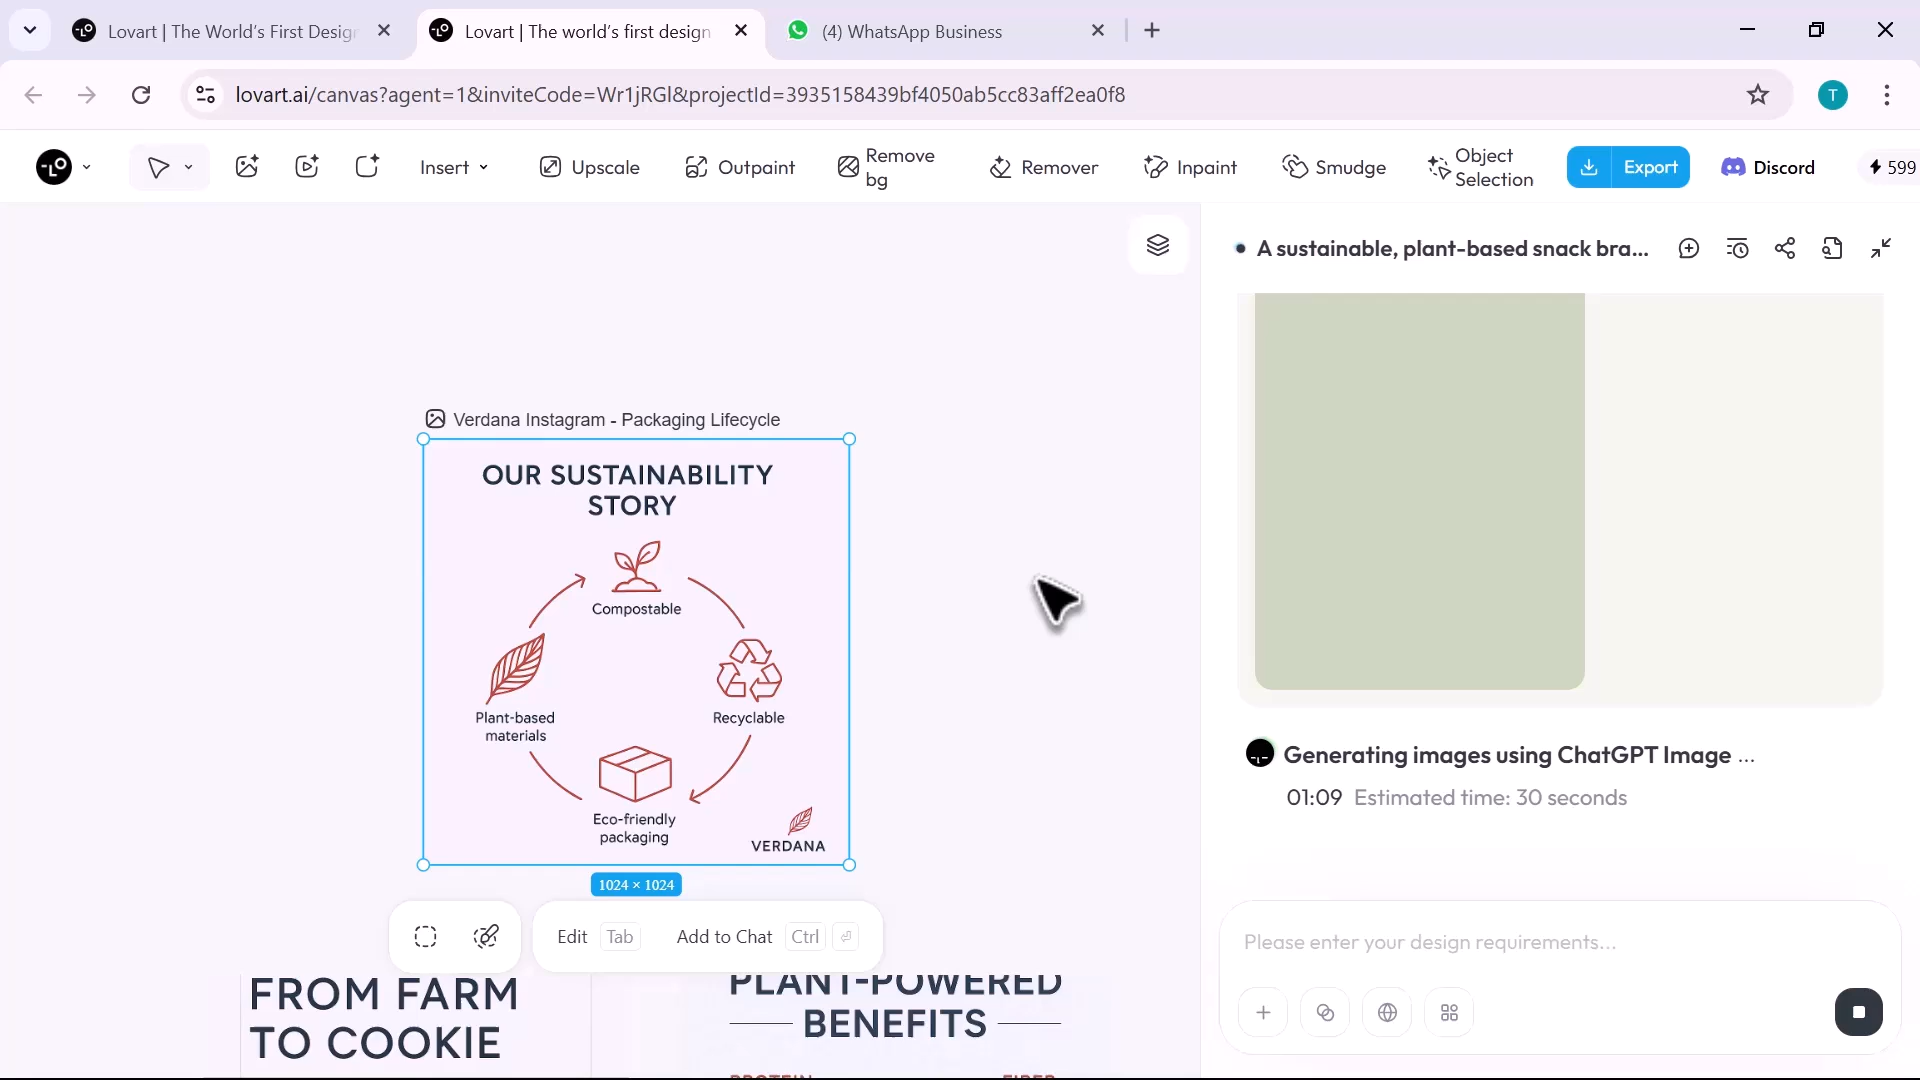 Lovart | The World's First Design
Lovart | The world's first design
(4) WhatsApp Business
lovart.ai/canvas?agent=1&inviteCode=Wr1jRGl&projectId=3935158439bf4050ab5cc83aff2ea0f8
T
Insert
Upscale
Outpaint
Remove bg
Remover
Inpaint
Smudge
Object Selection
Export
Discord
599
A sustainable, plant-based snack bra...
Verdana Instagram - Packaging Lifecycle
OUR SUSTAINABILITY
STORY
Compostable
Plant-based
materials
Recyclable
Eco-friendly
packaging
VERDANA
1024 × 1024
Edit Tab
Add to Chat Ctrl
FROM FARM
TO COOKIE
PLANT-POWERED
BENEFITS
PROTEIN
FIBER
Generating images using ChatGPT Image ...
01:09 Estimated time: 30 seconds
Please enter your design requirements...